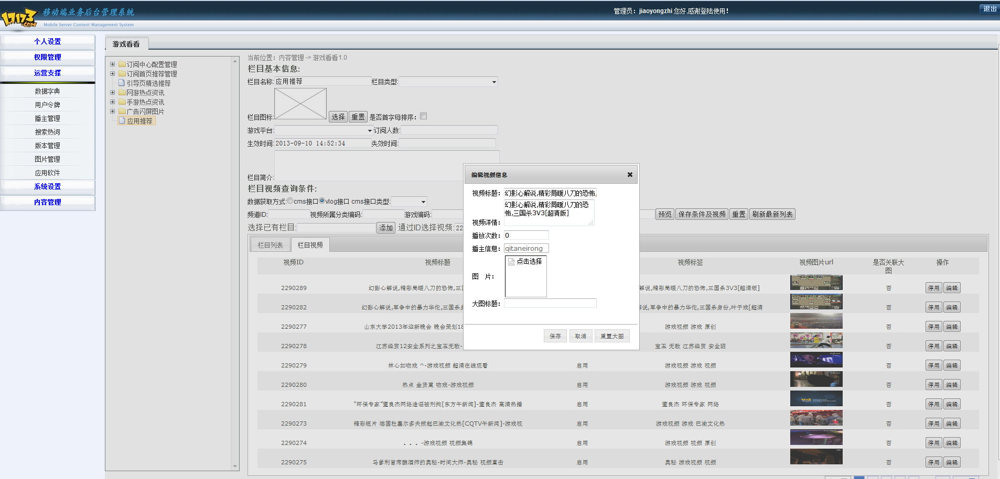 17173.COM
移动端业务后台管理系统
Mobile Server Content Management System
管理员：jiaoyongzhi 您好,感谢登陆使用！
退出
个人设置
权限管理
运营支撑
数据字典
用户令牌
播主管理
搜索热词
版本管理
图片管理
应用软件
系统设置
内容管理
游戏看看
订阅中心配置管理
订阅首页推荐管理
引导页精选推荐
网游热点资讯
手游热点资讯
广告闪屏图片
应用推荐
当前位置：内容管理 -> 游戏看看1.0
栏目基本信息:
栏目名称: 应用推荐 栏目类型:
栏目图标: 选择 重置 是否首字母排序：
游戏平台: 订阅人数:
生效时间: 2013-09-10 14:52:34 失效时间:
栏目简介:
栏目视频查询条件:
数据获取方式: cms接口 vlog接口 cms接口类型:
频道ID: 视频所属分类编码: 游戏编码: 预览 保存条件及视频 重置 刷新最新列表
选择已有栏目: 添加 通过ID选择视频: 22
栏目列表 栏目视频
视频ID 视频标题 视频标签 视频图片url 是否关联大图 操作
2290289 幻影心解说,精彩局暖八刀的恐怖,三 解说,精彩局暖八刀的恐怖,三国杀3V3[超清版] 否 停用 编辑
2290282 幻影心解说,军争中的暴力华佗,三国杀 解说,军争中的暴力华佗,三国杀身份,叶子戏[超清 否 停用 编辑
2290277 山东大学2013年迎新晚会 晚会策划18 游戏视频 游戏 原创 否 停用 编辑
2290278 江苏经贸12安全系列之宝玉无敌- 宝玉 无敌 江苏经贸 安全班 否 停用 编辑
2290279 林心如吻戏 ^-游戏视频 超清在线观看 启用 游戏视频 游戏 视频 否 停用 编辑
2290280 热点 金贤重 吻戏-游戏视频 启用 游戏视频 游戏 视频 否 停用 编辑
2290281 "环保专家"董良杰网络造谣被刑拘[东方午新闻]-董良杰 高清热播 启用 董良杰 环保专家 网络 否 停用 编辑
2290273 精彩短片 德国杜塞尔多夫掀起巴渝文化热[CQTV午新闻]-游戏视 启用 游戏视频 游戏 巴渝文化热 否 停用 编辑
2290274 ．．．-游戏视频 视频集锦 启用 游戏视频 视频 原创 否 停用 编辑
2290275 马爹利首席酿酒师的奥秘-时间大师-奥秘 视频直击 启用 奥秘 游戏视频 视频 否 停用 编辑
编辑视频信息
视频标题： 幻影心解说,精彩局暖八刀的恐怖,
视频详情： 幻影心解说,精彩局暖八刀的恐
怖,三国杀3V3[超清版]
播放次数： 0
播主信息： qitaneirong
图 片： 点击选择
大图标题：
保存 取消 重置大图